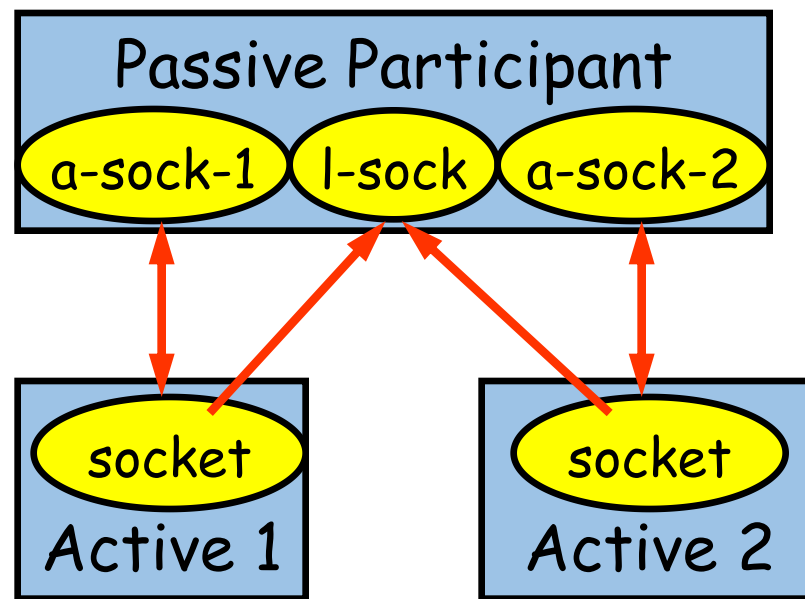 Passive Participant
a-sock-1 l-sock a-sock-2
socket socket
Active 1 Active 2